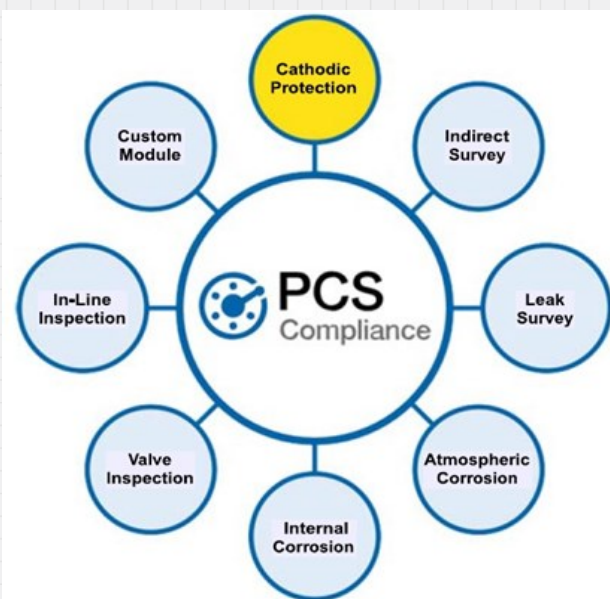 Cathodic
Protection
Custom
Module
Indirect
Survey
In-Line
Inspection
PCS
Compliance
Leak
Survey
Valve
Inspection
Atmospheric
Corrosion
Internal
Corrosion